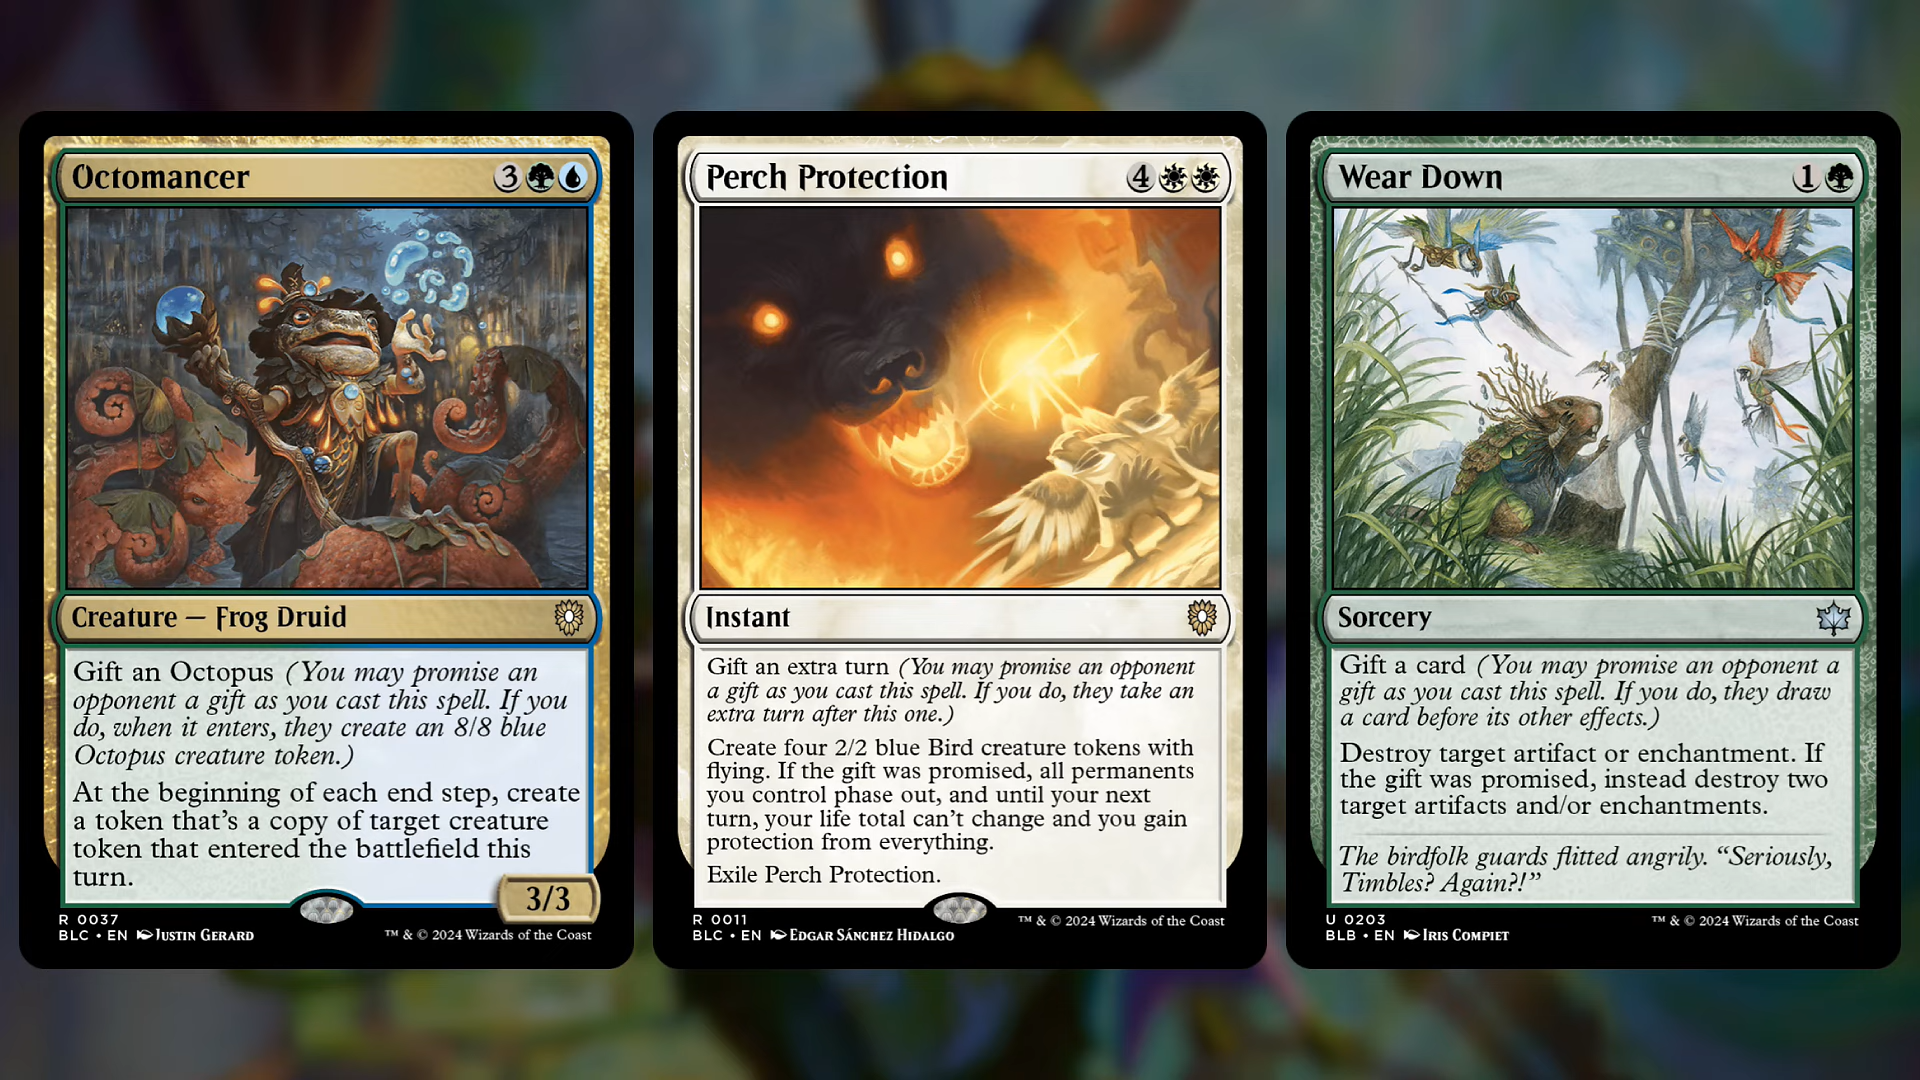 Octomancer 3
Creature — Frog Druid
Gift an Octopus (You may promise an
opponent a gift as you cast this spell. If you
do, when it enters, they create an 8/8 blue
Octopus creature token.)
At the beginning of each end step, create
a token that's a copy of target creature
token that entered the battlefield this
turn.
3/3
R 0037
BLC • EN Justin Gerard
™ & © 2024 Wizards of the Coast
Perch Protection 4
Instant
Gift an extra turn (You may promise an opponent
a gift as you cast this spell. If you do, they take an
extra turn after this one.)
Create four 2/2 blue Bird creature tokens with
flying. If the gift was promised, all permanents
you control phase out, and until your next
turn, your life total can't change and you gain
protection from everything.
Exile Perch Protection.
R 0011
BLC • EN Edgar Sánchez Hidalgo
™ & © 2024 Wizards of the Coast
Wear Down 1
Sorcery
Gift a card (You may promise an opponent a
gift as you cast this spell. If you do, they draw
a card before its other effects.)
Destroy target artifact or enchantment. If
the gift was promised, instead destroy two
target artifacts and/or enchantments.
The birdfolk guards flitted angrily. “Seriously,
Timbles? Again?!”
U 0203
BLB • EN Iris Compiet
™ & © 2024 Wizards of the Coast